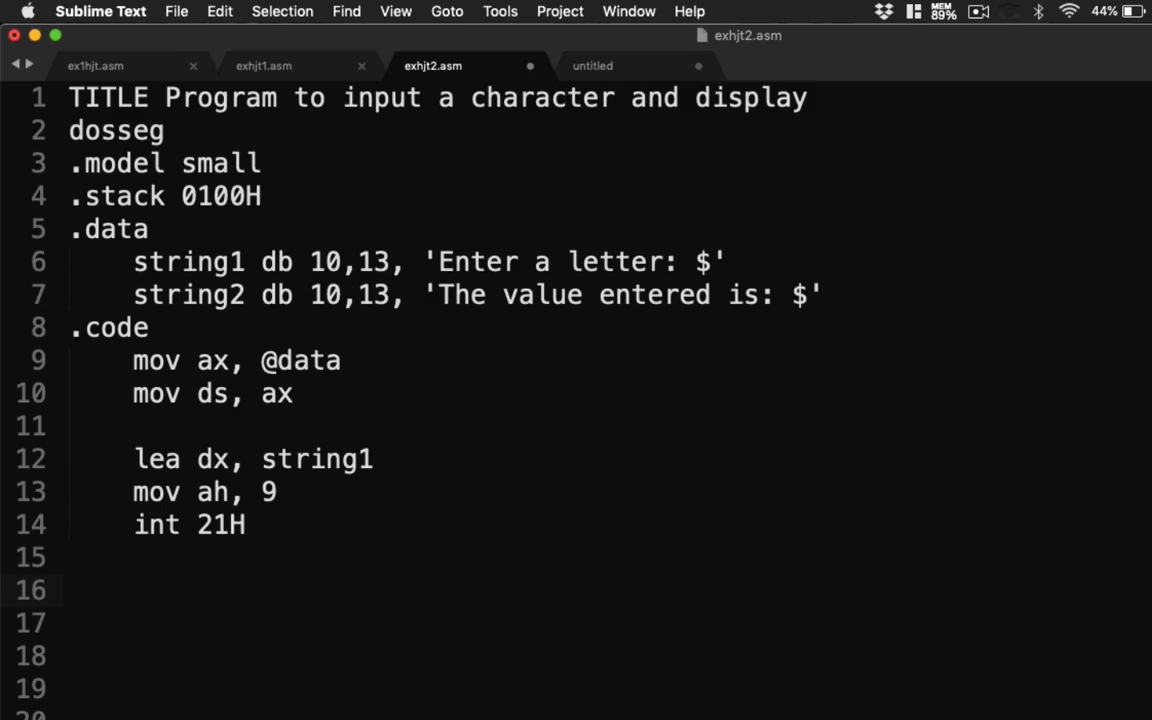 Sublime Text File Edit Selection Find View Goto Tools Project Window Help MEM 89% 44%
exhjt2.asm
ex1hjt.asm exhjt1.asm exhjt2.asm untitled
1 TITLE Program to input a character and display
2 dosseg
3 .model small
4 .stack 0100H
5 .data
6 string1 db 10,13, 'Enter a letter: $'
7 string2 db 10,13, 'The value entered is: $'
8 .code
9 mov ax, @data
10 mov ds, ax
11
12 lea dx, string1
13 mov ah, 9
14 int 21H
15
16
17
18
19
20